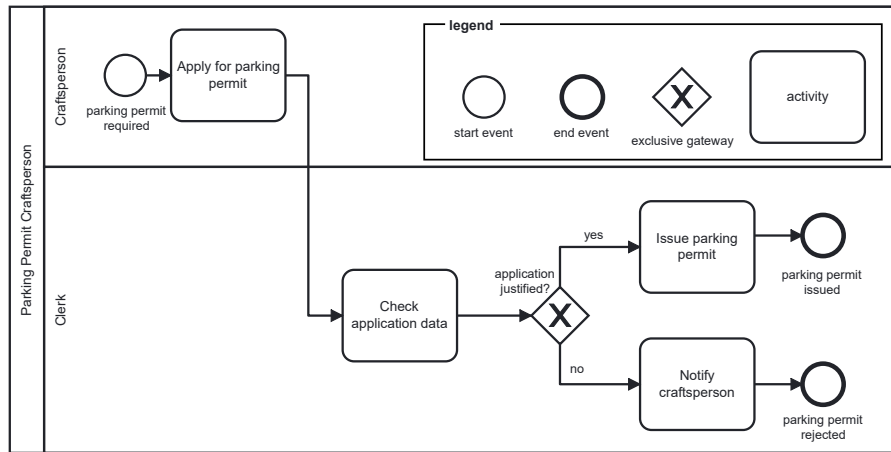 Parking Permit Craftsperson
Craftsperson
parking permit
required
Apply for parking
permit
legend
start event
end event
X
exclusive gateway
activity
Clerk
Check
application data
application
justified?
X
yes
Issue parking
permit
parking permit
issued
no
Notify
craftsperson
parking permit
rejected